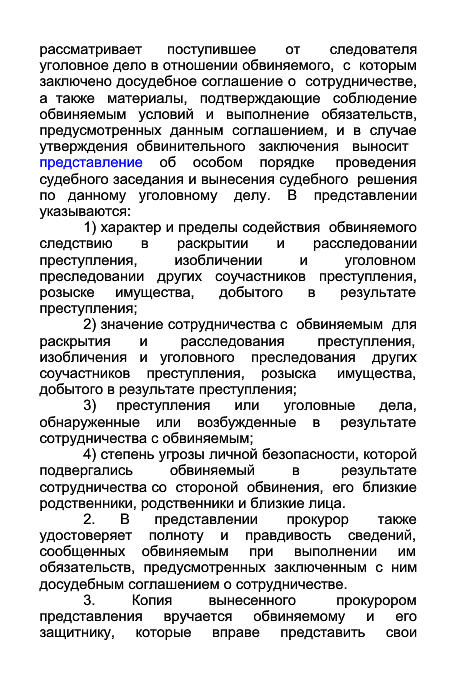 рассматривает поступившее от следователя
уголовное дело в отношении обвиняемого, с которым
заключено досудебное соглашение о сотрудничестве,
а также материалы, подтверждающие соблюдение
обвиняемым условий и выполнение обязательств,
предусмотренных данным соглашением, и в случае
утверждения обвинительного заключения выносит
представление об особом порядке проведения
судебного заседания и вынесения судебного решения
по данному уголовному делу. В представлении
указываются:
1) характер и пределы содействия обвиняемого
следствию в раскрытии и расследовании
преступления, изобличении и уголовном
преследовании других соучастников преступления,
розыске имущества, добытого в результате
преступления;
2) значение сотрудничества с обвиняемым для
раскрытия и расследования преступления,
изобличения и уголовного преследования других
соучастников преступления, розыска имущества,
добытого в результате преступления;
3) преступления или уголовные дела,
обнаруженные или возбужденные в результате
сотрудничества с обвиняемым;
4) степень угрозы личной безопасности, которой
подвергались обвиняемый в результате
сотрудничества со стороной обвинения, его близкие
родственники, родственники и близкие лица.
2. В представлении прокурор также
удостоверяет полноту и правдивость сведений,
сообщенных обвиняемым при выполнении им
обязательств, предусмотренных заключенным с ним
досудебным соглашением о сотрудничестве.
3. Копия вынесенного прокурором
представления вручается обвиняемому и его
защитнику, которые вправе представить свои